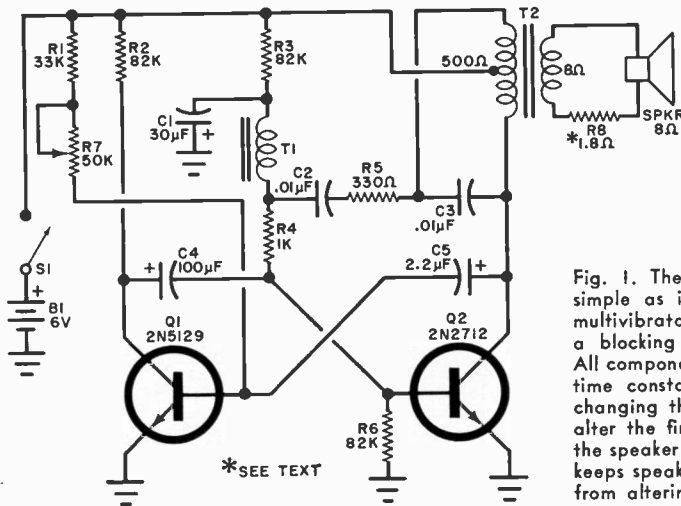 R1
33K
R2
82K
R3
82K
T2
500Ω
8Ω
SPKR
8Ω
R8
*1.8Ω
C1
30µF
+
T1
R7
50K
C2
.01µF
R5
330Ω
C3
.01µF
R4
1K
S1
+
B1
6V
+
C4
100µF
C5
2.2µF
+
Q1
2N5129
Q2
2N2712
R6
82K
*SEE TEXT
Fig. 1. The
simple as i
multivibrato
a blocking
All compone
time consta
changing th
alter the fir
the speaker
keeps speak
from alterin